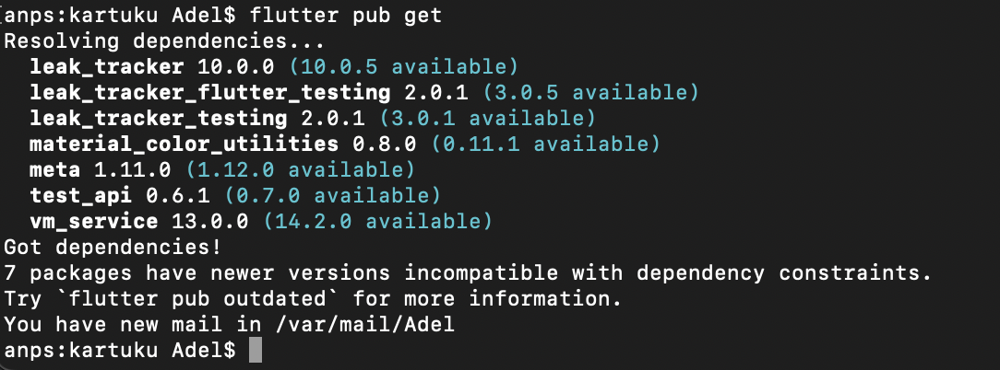 anps:kartuku Adel$ flutter pub get
Resolving dependencies...
  leak_tracker 10.0.0 (10.0.5 available)
  leak_tracker_flutter_testing 2.0.1 (3.0.5 available)
  leak_tracker_testing 2.0.1 (3.0.1 available)
  material_color_utilities 0.8.0 (0.11.1 available)
  meta 1.11.0 (1.12.0 available)
  test_api 0.6.1 (0.7.0 available)
  vm_service 13.0.0 (14.2.0 available)
Got dependencies!
7 packages have newer versions incompatible with dependency constraints.
Try `flutter pub outdated` for more information.
You have new mail in /var/mail/Adel
anps:kartuku Adel$